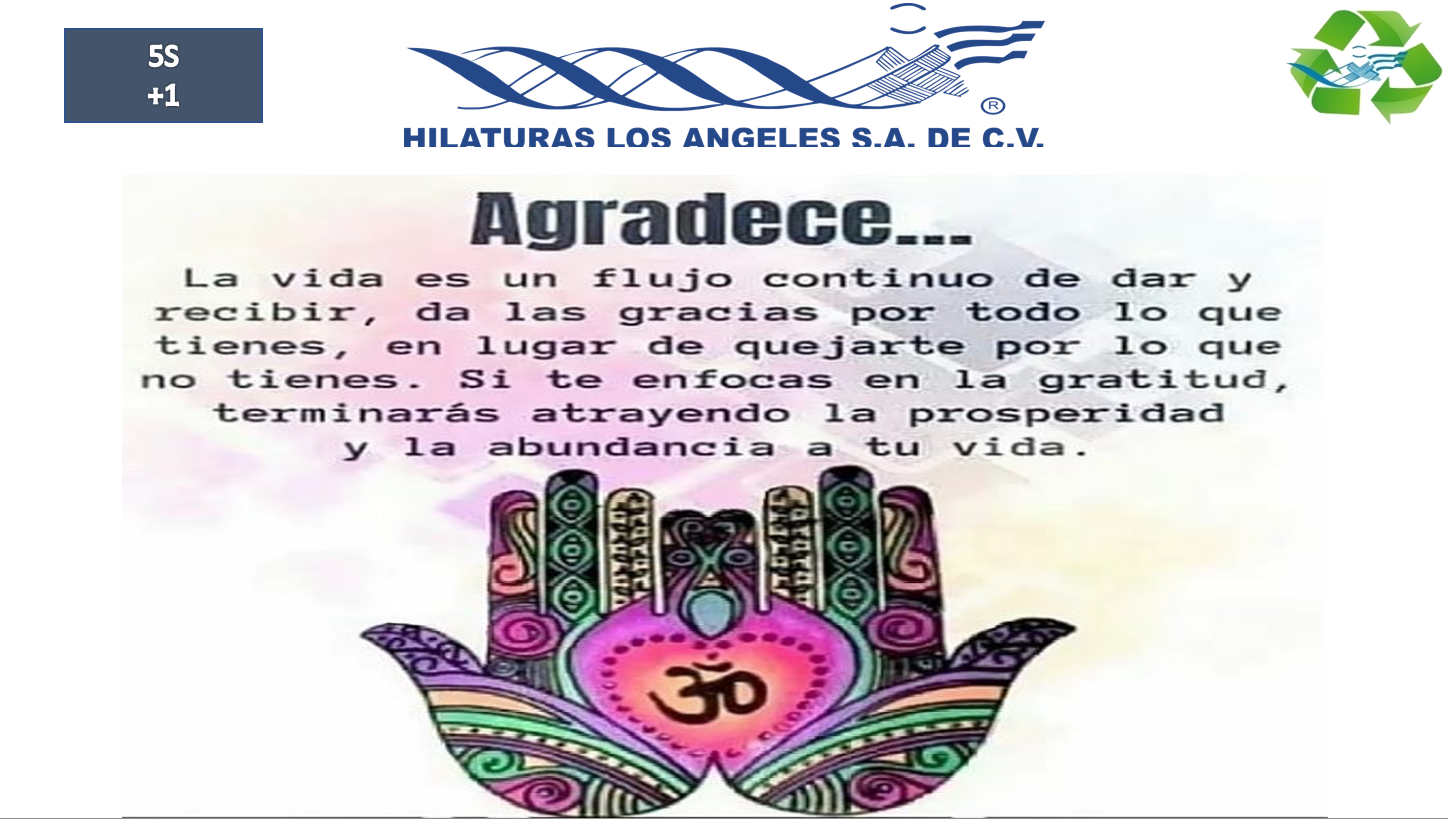 5S
+1
®
HILATURAS LOS ANGELES S.A. DE C.V.
Agradece...
La vida es un flujo continuo de dar y
recibir, da las gracias por todo lo que
tienes, en lugar de quejarte por lo que
no tienes. Si te enfocas en la gratitud,
terminarás atrayendo la prosperidad
y la abundancia a tu vida.
ॐ